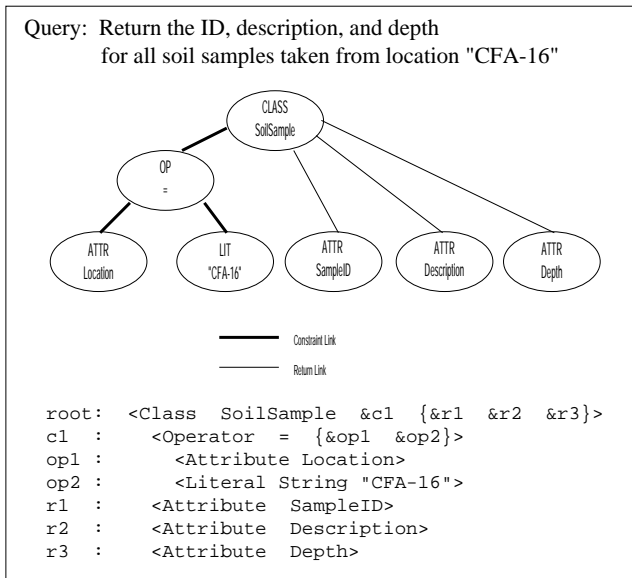 Query: Return the ID, description, and depth
for all soil samples taken from location "CFA-16"
CLASS
SoilSample
OP
=
ATTR
Location
LIT
"CFA-16"
ATTR
SampleID
ATTR
Description
ATTR
Depth
Constraint Link
Return Link
root: <Class SoilSample &c1 {&r1 &r2 &r3}>
c1 : <Operator = {&op1 &op2}>
op1 : <Attribute Location>
op2 : <Literal String "CFA-16">
r1 : <Attribute SampleID>
r2 : <Attribute Description>
r3 : <Attribute Depth>